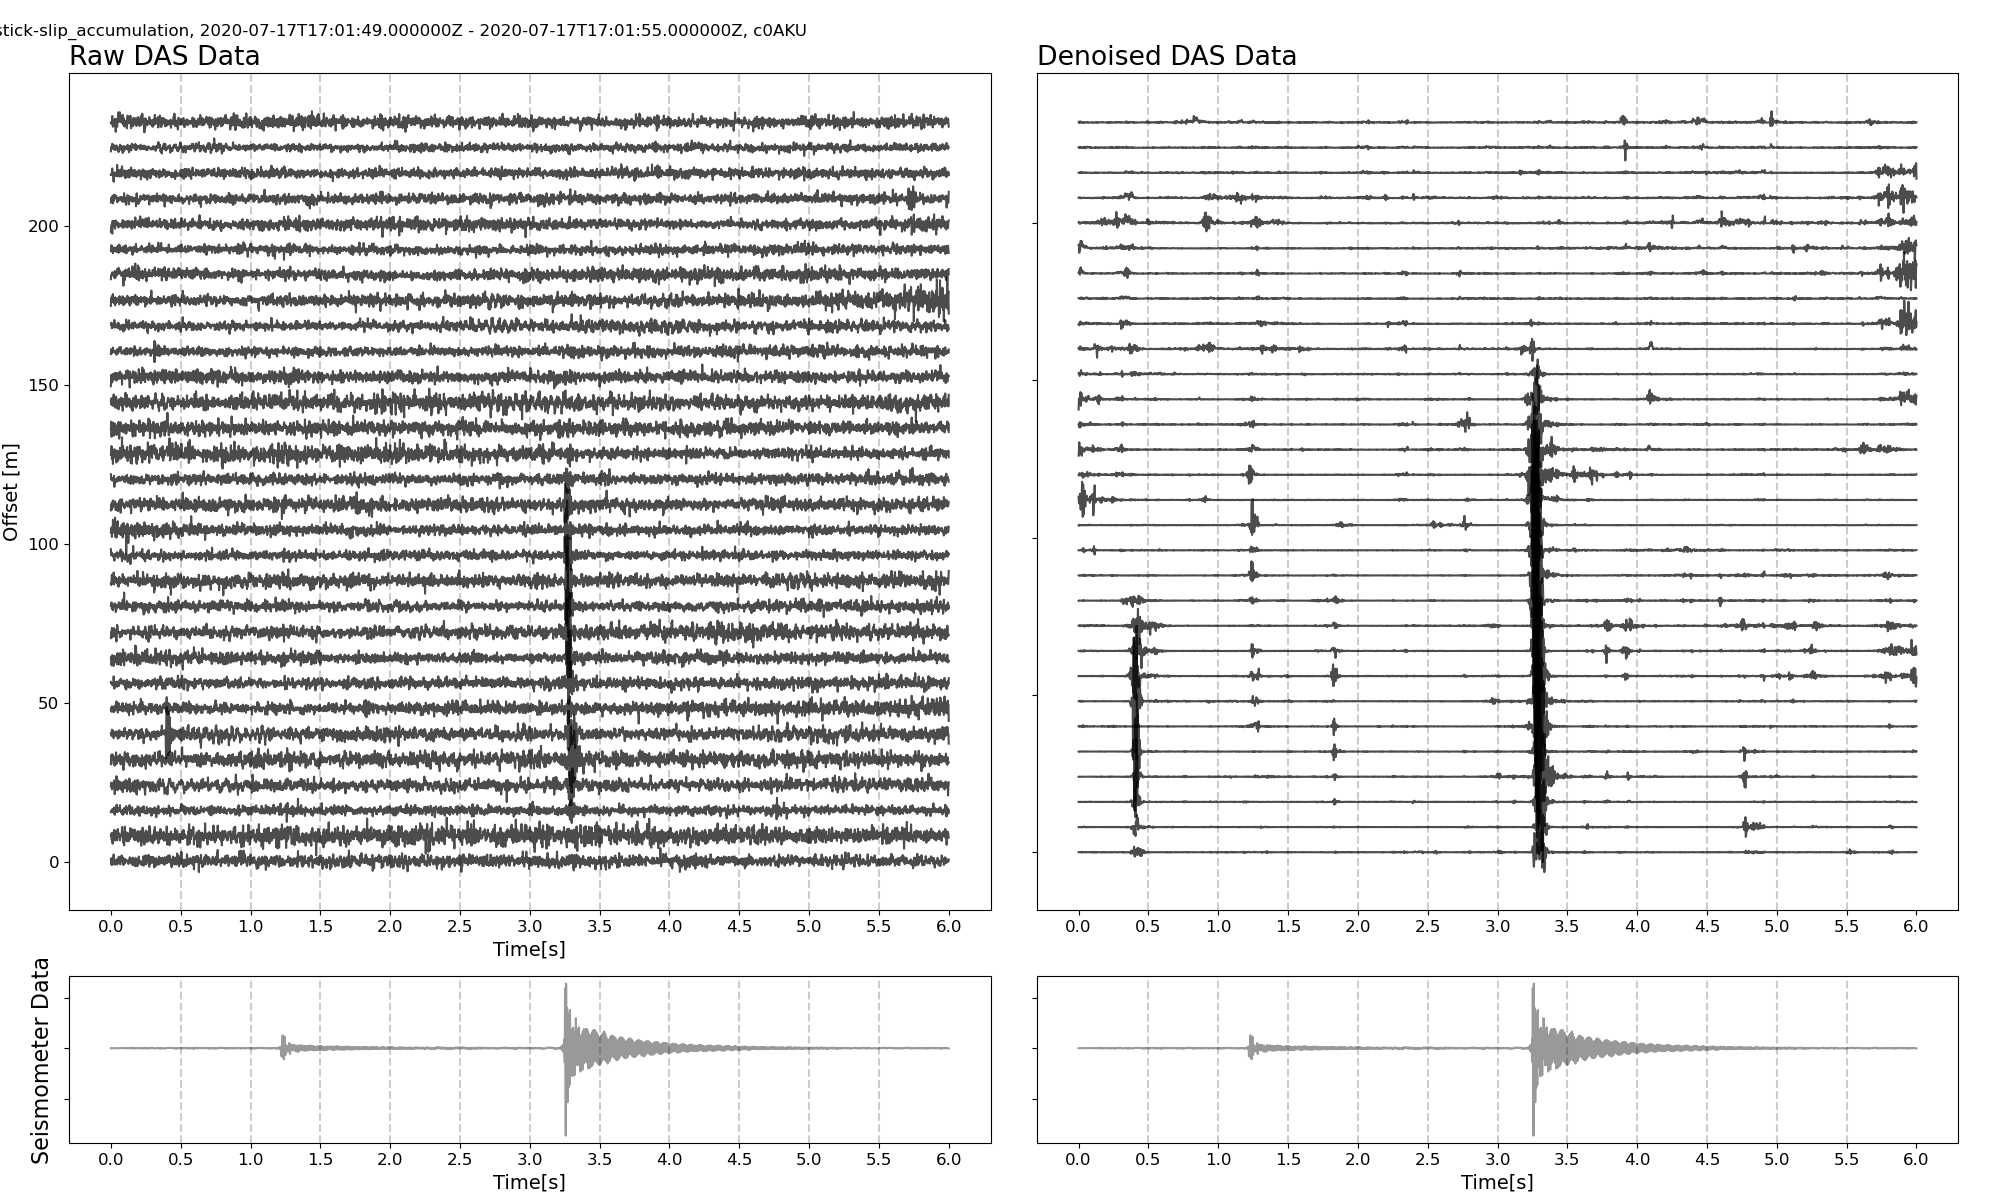 stick-slip_accumulation, 2020-07-17T17:01:49.000000Z - 2020-07-17T17:01:55.000000Z, c0AKU
Raw DAS Data
Denoised DAS Data
Offset [m]
200
150
100
50
0
0.0 0.5 1.0 1.5 2.0 2.5 3.0 3.5 4.0 4.5 5.0 5.5 6.0
Time[s]
0.0 0.5 1.0 1.5 2.0 2.5 3.0 3.5 4.0 4.5 5.0 5.5 6.0
Seismometer Data
0.0 0.5 1.0 1.5 2.0 2.5 3.0 3.5 4.0 4.5 5.0 5.5 6.0
Time[s]
0.0 0.5 1.0 1.5 2.0 2.5 3.0 3.5 4.0 4.5 5.0 5.5 6.0
Time[s]